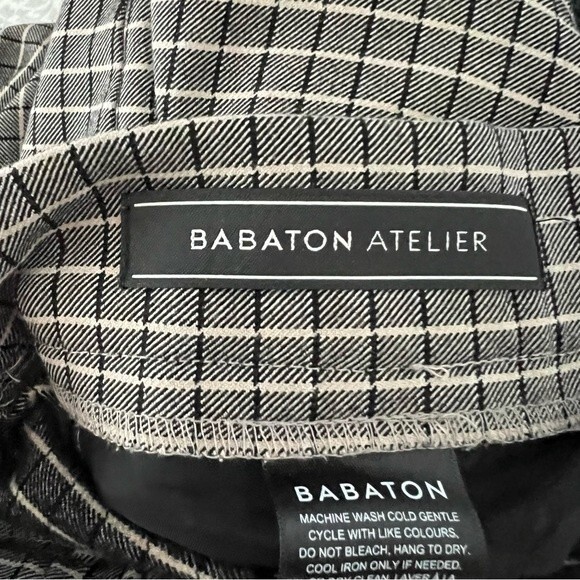 BABATON ATELIER
BABATON
MACHINE WASH COLD GENTLE
CYCLE WITH LIKE COLOURS,
DO NOT BLEACH, HANG TO DRY.
COOL IRON ONLY IF NEEDED.